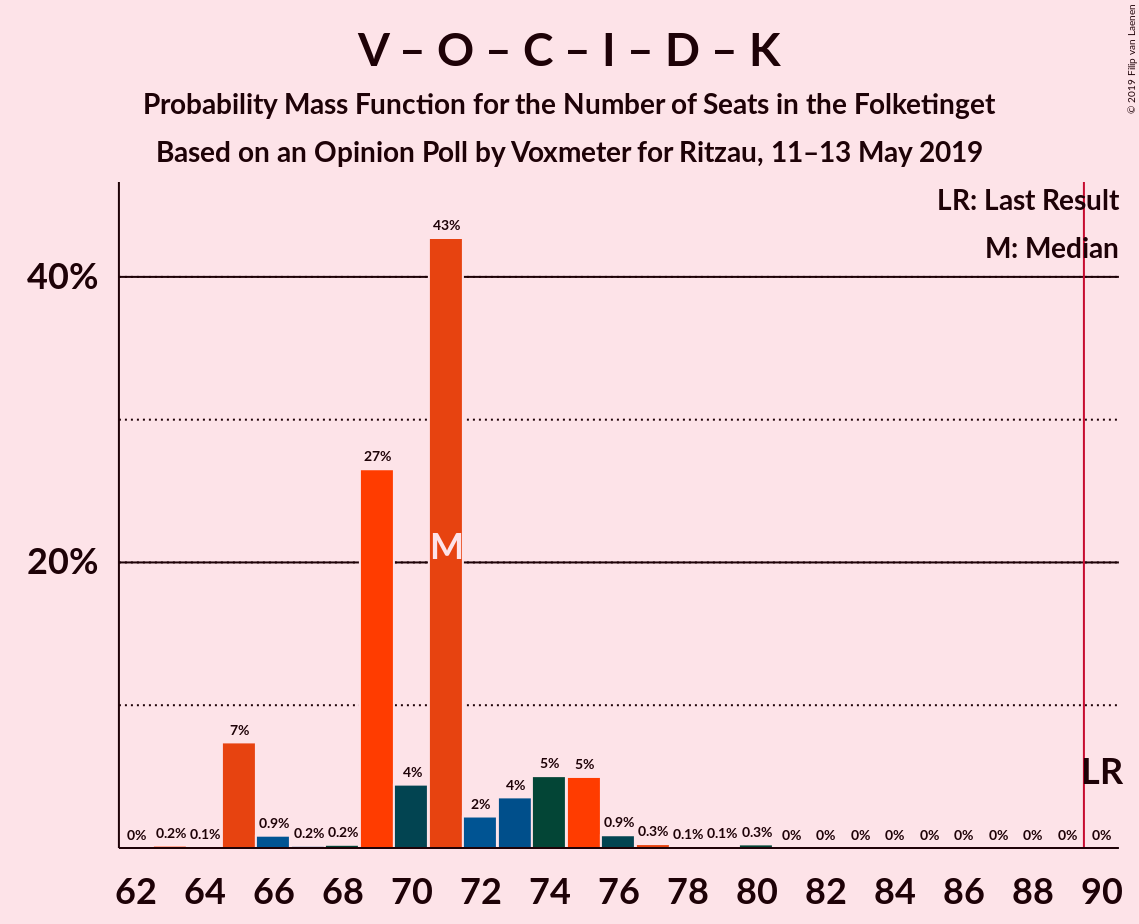 V – O – C – I – D – K
Probability Mass Function for the Number of Seats in the Folketinget
Based on an Opinion Poll by Voxmeter for Ritzau, 11–13 May 2019
© 2019 Filip van Laenen
LR: Last Result
M: Median
40%
20%
0% 0.2% 0.1% 7% 0.9% 0.2% 0.2% 27% 4% 43% 2% 4% 5% 5% 0.9% 0.3% 0.1% 0.1% 0.3% 0% 0% 0% 0% 0% 0% 0% 0% 0% 0%
M
LR
62 64 66 68 70 72 74 76 78 80 82 84 86 88 90